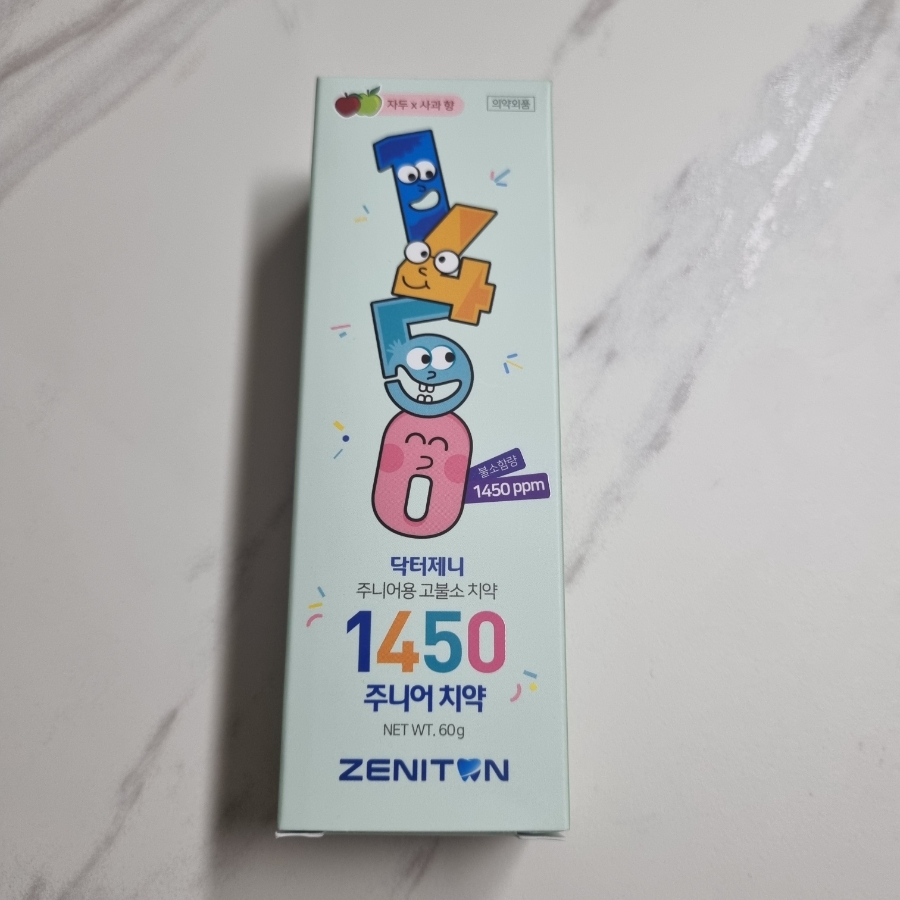 자두 x 사과 향
의약외품
1450
불소함량
1450 ppm
닥터제니
주니어용 고불소 치약
1450
주니어 치약
NET WT. 60g
ZENITON